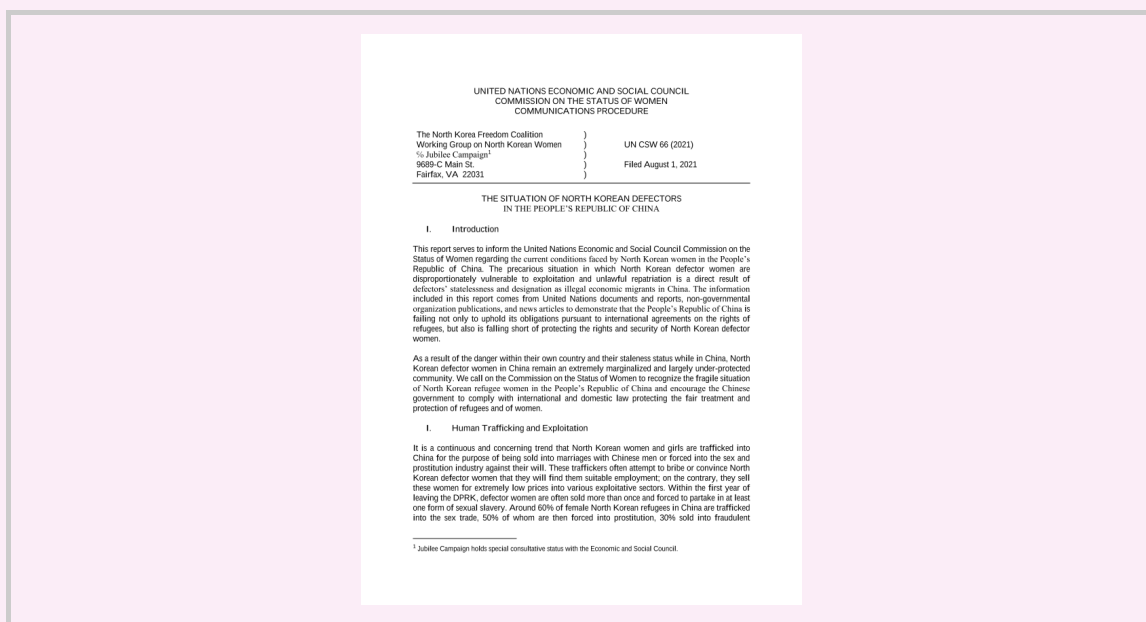 UNITED NATIONS ECONOMIC AND SOCIAL COUNCIL
COMMISSION ON THE STATUS OF WOMEN
COMMUNICATIONS PROCEDURE
The North Korea Freedom Coalition )
Working Group on North Korean Women ) UN CSW 66 (2021)
℅ Jubilee Campaign1 )
9689-C Main St. ) Filed August 1, 2021
Fairfax, VA 22031 )
THE SITUATION OF NORTH KOREAN DEFECTORS
IN THE PEOPLE'S REPUBLIC OF CHINA
I. Introduction
This report serves to inform the United Nations Economic and Social Council Commission on the
Status of Women regarding the current conditions faced by North Korean women in the People's
Republic of China. The precarious situation in which North Korean defector women are
disproportionately vulnerable to exploitation and unlawful repatriation is a direct result of
defectors' statelessness and designation as illegal economic migrants in China. The information
included in this report comes from United Nations documents and reports, non-governmental
organization publications, and news articles to demonstrate that the People's Republic of China is
failing not only to uphold its obligations pursuant to international agreements on the rights of
refugees, but also is falling short of protecting the rights and security of North Korean defector
women.
As a result of the danger within their own country and their staleness status while in China, North
Korean defector women in China remain an extremely marginalized and largely under-protected
community. We call on the Commission on the Status of Women to recognize the fragile situation
of North Korean refugee women in the People's Republic of China and encourage the Chinese
government to comply with international and domestic law protecting the fair treatment and
protection of refugees and of women.
I. Human Trafficking and Exploitation
It is a continuous and concerning trend that North Korean women and girls are trafficked into
China for the purpose of being sold into marriages with Chinese men or forced into the sex and
prostitution industry against their will. These traffickers often attempt to bribe or convince North
Korean defector women that they will find them suitable employment; on the contrary, they sell
these women for extremely low prices into various exploitative sectors. Within the first year of
leaving the DPRK, defector women are often sold more than once and forced to partake in at least
one form of sexual slavery. Around 60% of female North Korean refugees in China are trafficked
into the sex trade, 50% of whom are then forced into prostitution, 30% sold into fraudulent
1 Jubilee Campaign holds special consultative status with the Economic and Social Council.